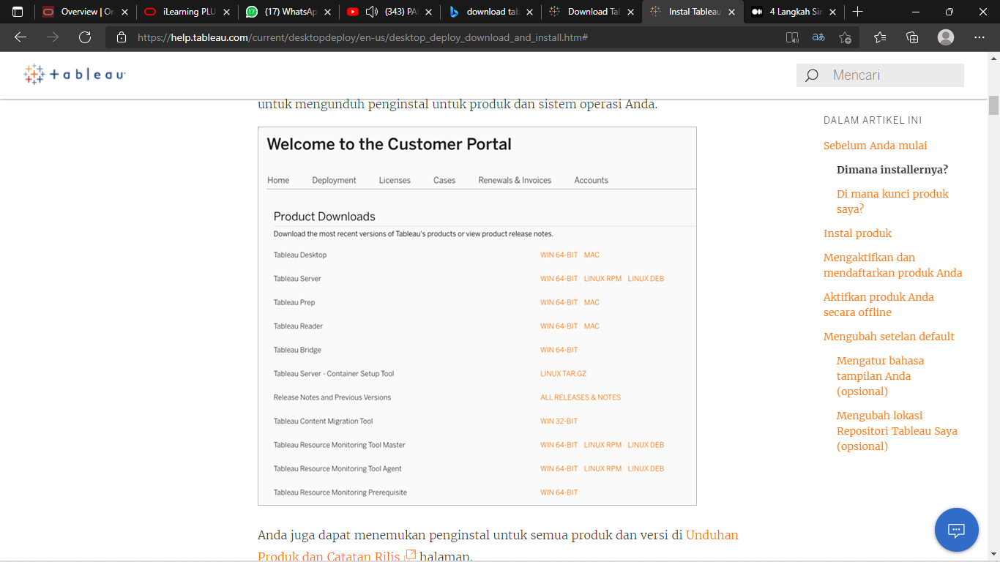 Overview | Or
iLearning PLU
(17) WhatsAp
(343) PA
download tab
Download Tab
Instal Tableau
4 Langkah Sir
https://help.tableau.com/current/desktopdeploy/en-us/desktop_deploy_download_and_install.htm#
tableau
Mencari
untuk mengunduh penginstal untuk produk dan sistem operasi Anda.
Welcome to the Customer Portal
Home Deployment Licenses Cases Renewals & Invoices Accounts
Product Downloads
Download the most recent versions of Tableau's products or view product release notes.
Tableau Desktop WIN 64-BIT MAC
Tableau Server WIN 64-BIT LINUX RPM LINUX DEB
Tableau Prep WIN 64-BIT MAC
Tableau Reader WIN 64-BIT MAC
Tableau Bridge WIN 64-BIT
Tableau Server - Container Setup Tool LINUX TAR.GZ
Release Notes and Previous Versions ALL RELEASES & NOTES
Tableau Content Migration Tool WIN 32-BIT
Tableau Resource Monitoring Tool Master WIN 64-BIT LINUX RPM LINUX DEB
Tableau Resource Monitoring Tool Agent WIN 64-BIT LINUX RPM LINUX DEB
Tableau Resource Monitoring Prerequisite WIN 64-BIT
Anda juga dapat menemukan penginstal untuk semua produk dan versi di Unduhan
Produk dan Catatan Rilis halaman.
DALAM ARTIKEL INI
Sebelum Anda mulai
Dimana installernya?
Di mana kunci produk
saya?
Instal produk
Mengaktifkan dan
mendaftarkan produk Anda
Aktifkan produk Anda
secara offline
Mengubah setelan default
Mengatur bahasa
tampilan Anda
(opsional)
Mengubah lokasi
Repositori Tableau Saya
(opsional)